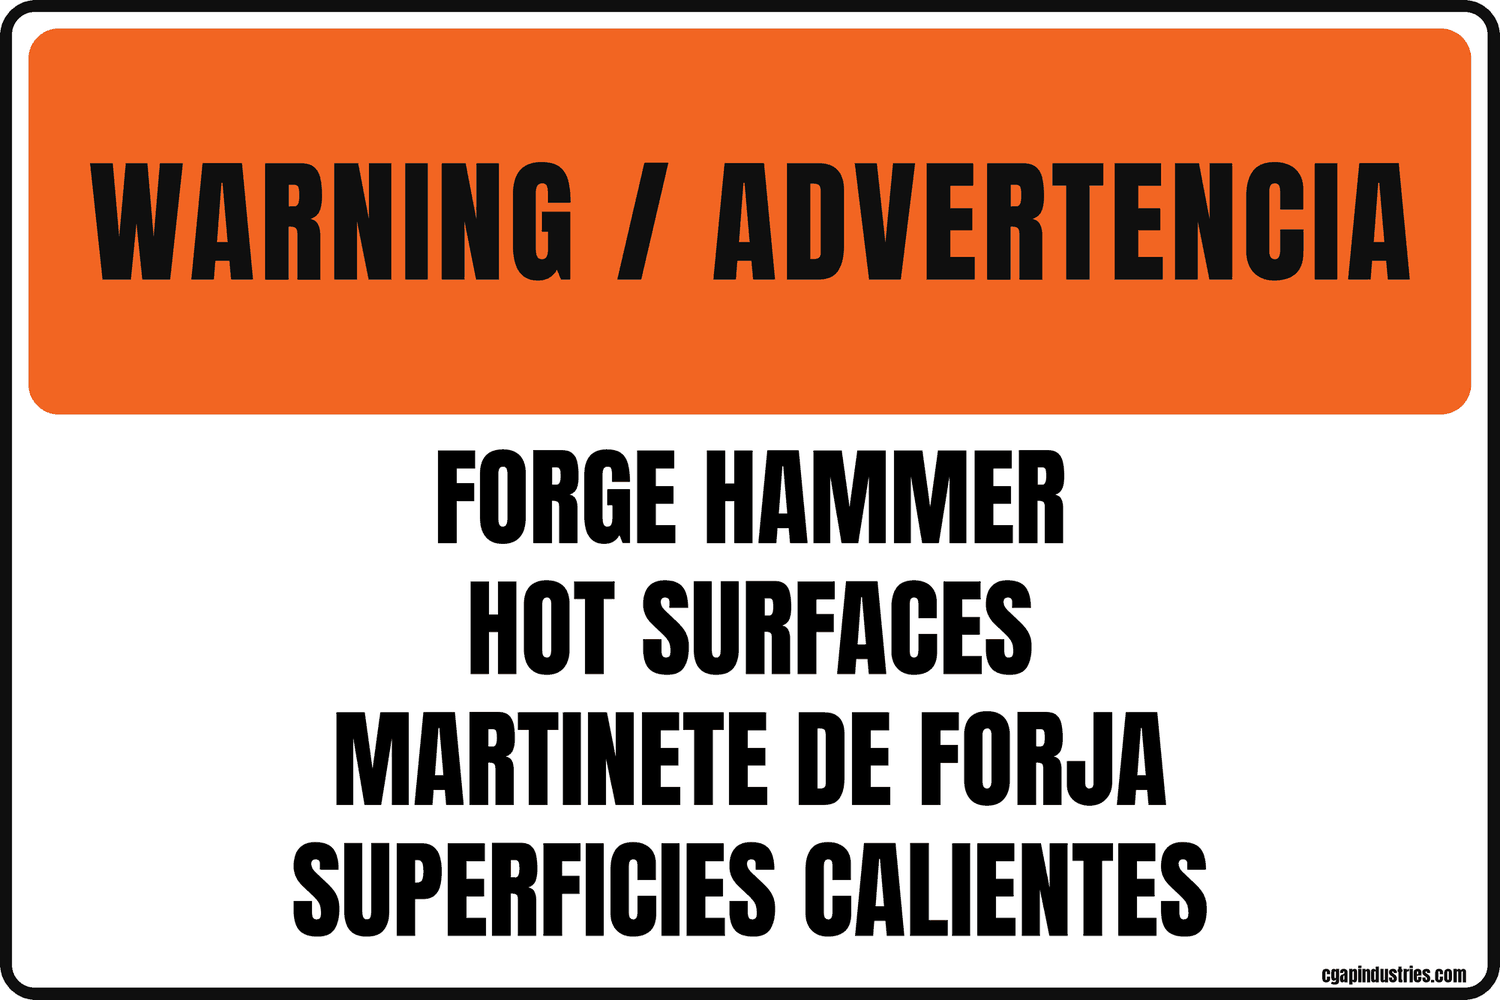 WARNING / ADVERTENCIA
FORGE HAMMER
HOT SURFACES
MARTINETE DE FORJA
SUPERFICIES CALIENTES
cgapindustries.com